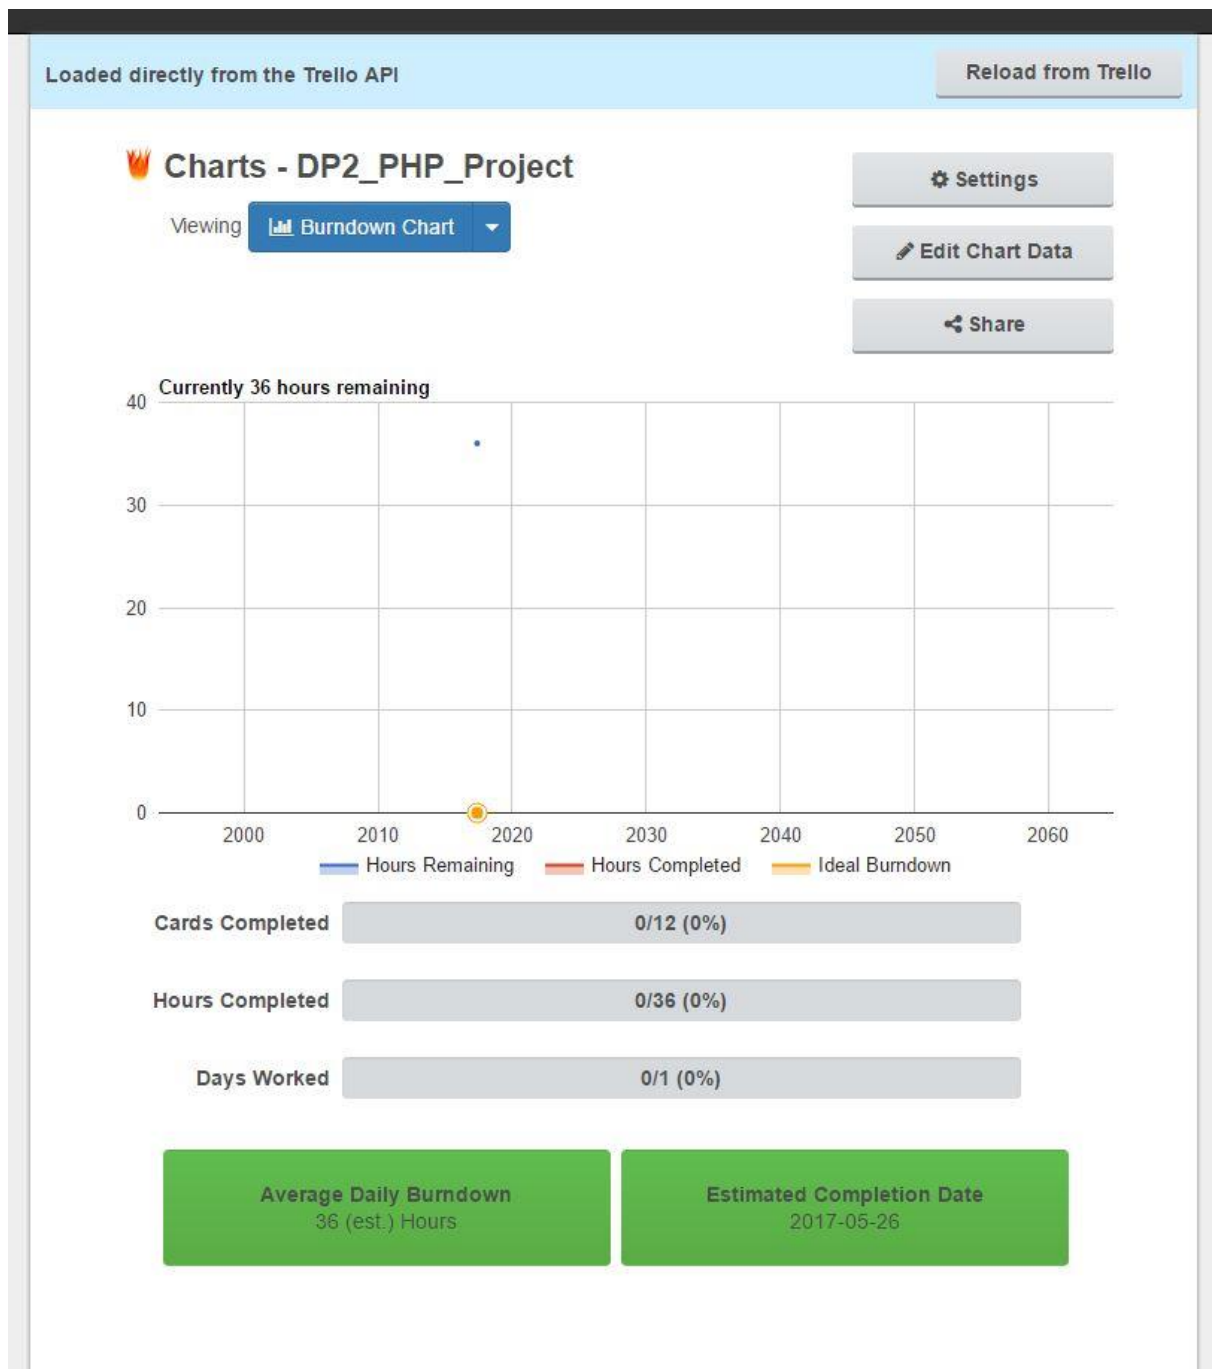 Loaded directly from the Trello API
Reload from Trello
Charts - DP2_PHP_Project
Viewing Burndown Chart
Settings
Edit Chart Data
Share
Currently 36 hours remaining
40
30
20
10
0
2000 2010 2020 2030 2040 2050 2060
Hours Remaining Hours Completed Ideal Burndown
Cards Completed 0/12 (0%)
Hours Completed 0/36 (0%)
Days Worked 0/1 (0%)
Average Daily Burndown
36 (est.) Hours
Estimated Completion Date
2017-05-26